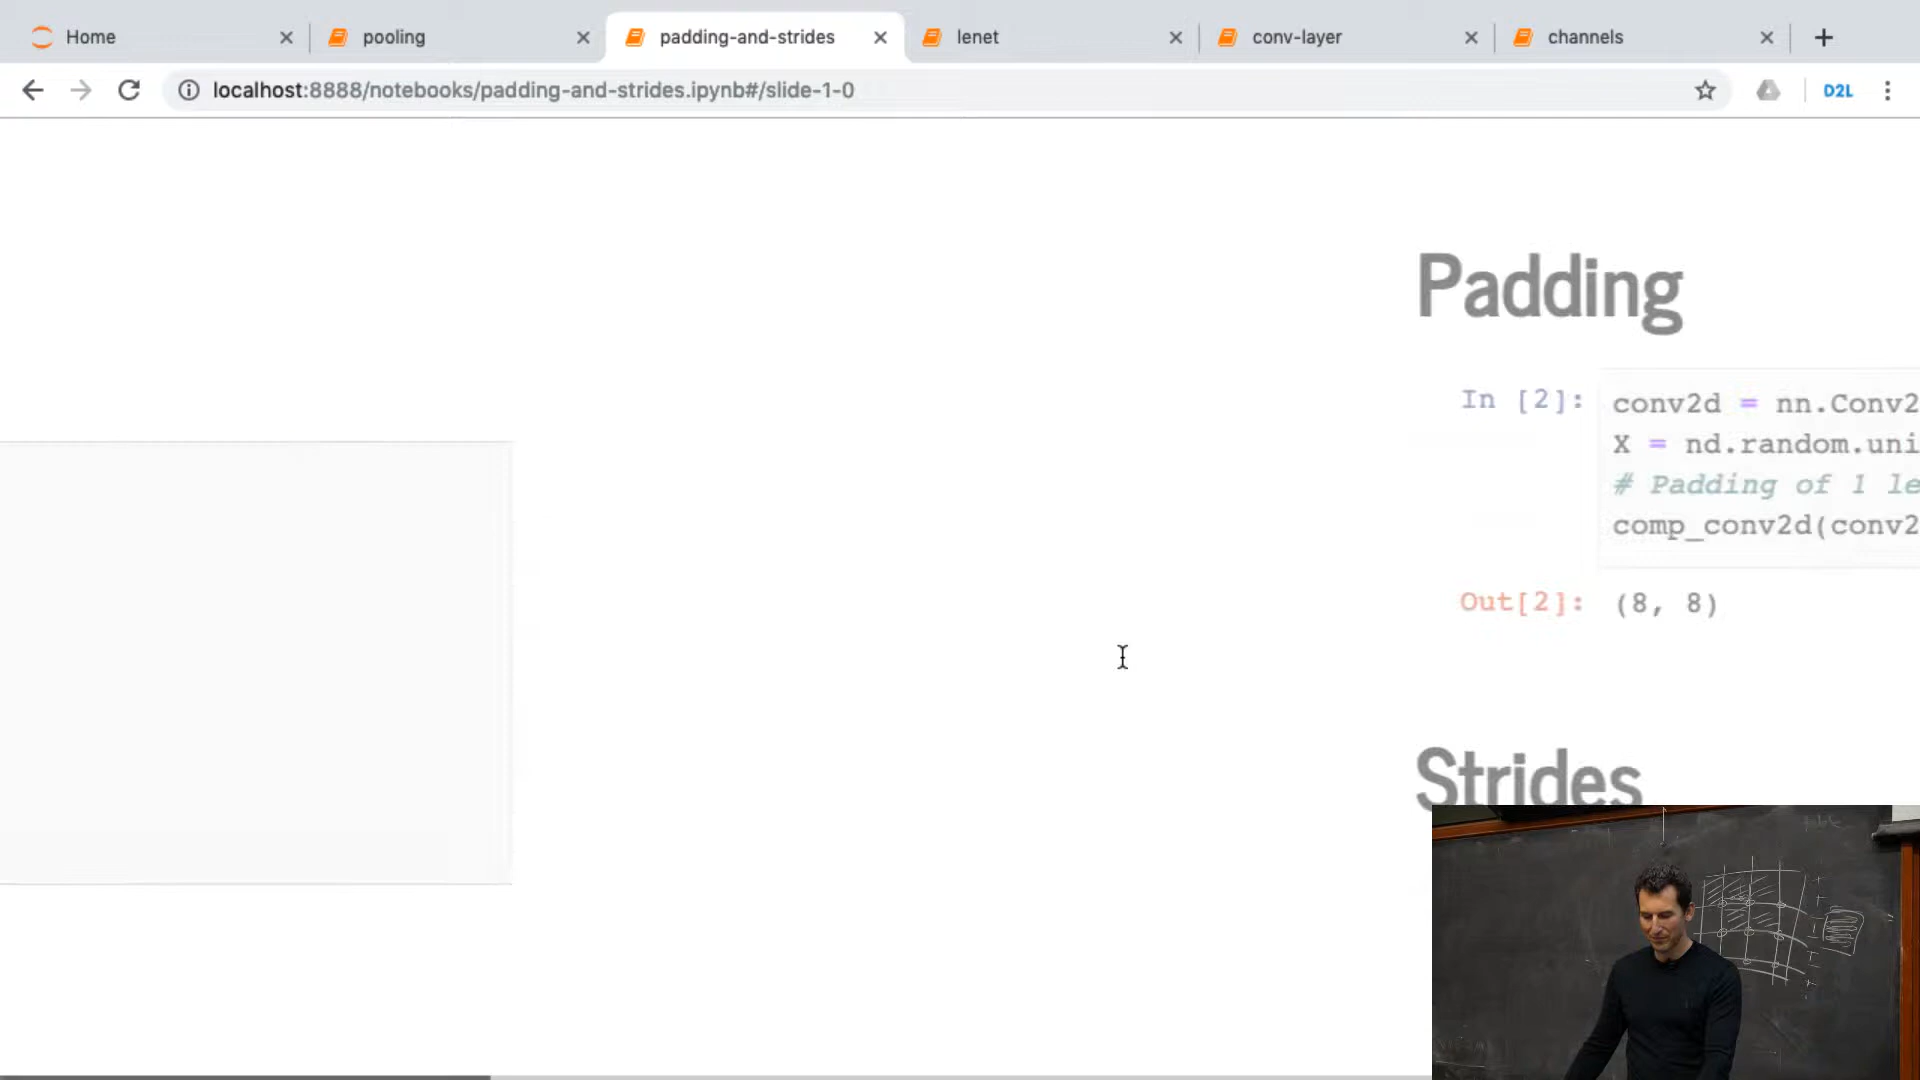 Home
pooling
padding-and-strides
lenet
conv-layer
channels
localhost:8888/notebooks/padding-and-strides.ipynb#/slide-1-0
D2L
Padding
In [2]:
conv2d = nn.Conv2
X = nd.random.uni
# Padding of 1 le
comp_conv2d(conv2
Out[2]:
(8, 8)
Strides